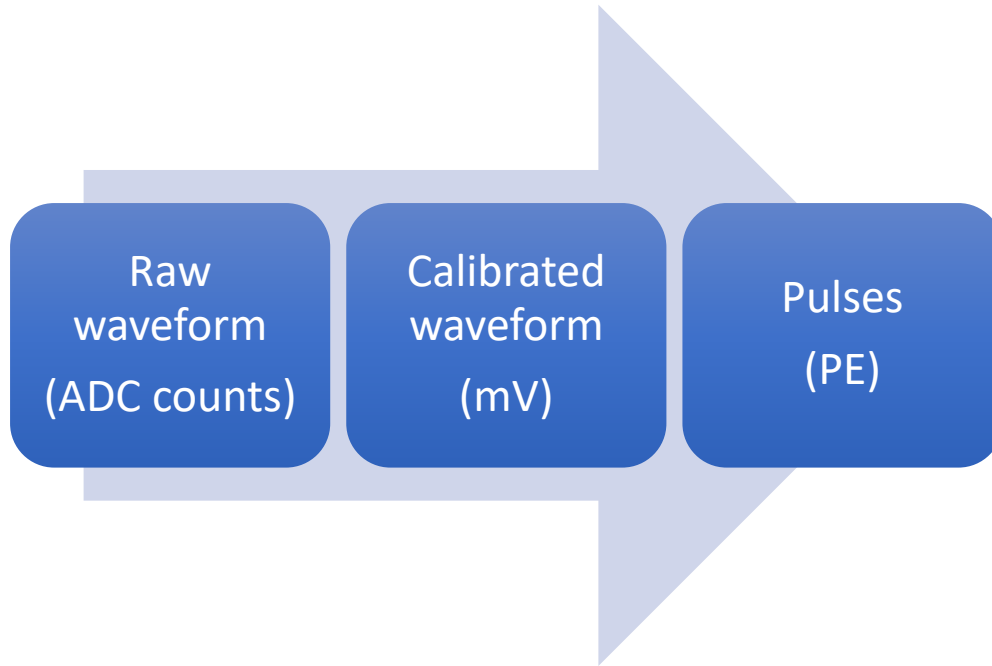 Raw
waveform
(ADC counts)
Calibrated
waveform
(mV)
Pulses
(PE)